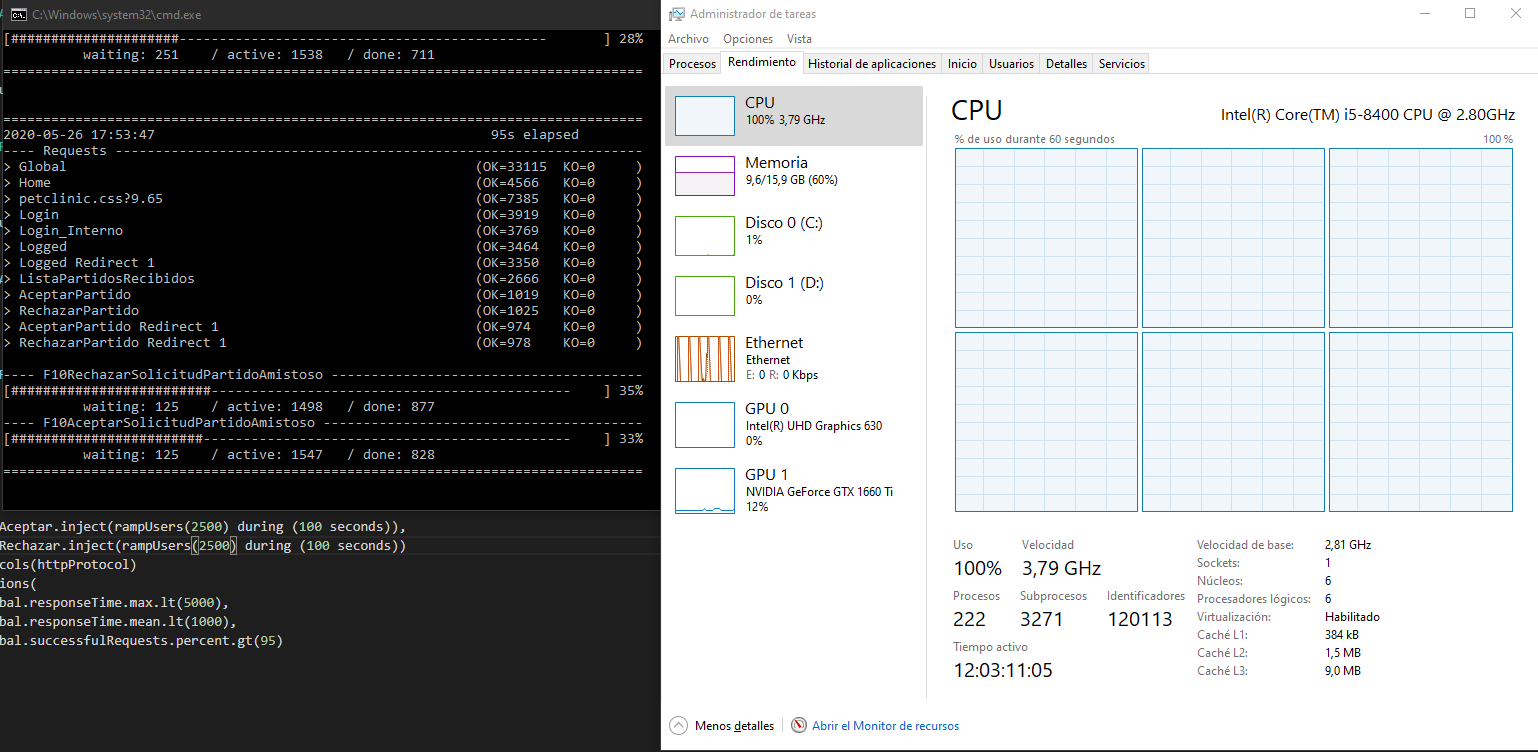 C:\Windows\system32\cmd.exe
[#####################----------------------------------------------       ] 28%
waiting: 251 / active: 1538 / done: 711
================================================================================
================================================================================
2020-05-26 17:53:47 95s elapsed
---- Requests ------------------------------------------------------------------
> Global (OK=33115 KO=0 )
> Home (OK=4566 KO=0 )
> petclinic.css?9.65 (OK=7385 KO=0 )
> Login (OK=3919 KO=0 )
> Login_Interno (OK=3769 KO=0 )
> Logged (OK=3464 KO=0 )
> Logged Redirect 1 (OK=3350 KO=0 )
> ListaPartidosRecibidos (OK=2666 KO=0 )
> AceptarPartido (OK=1019 KO=0 )
> RechazarPartido (OK=1025 KO=0 )
> AceptarPartido Redirect 1 (OK=974 KO=0 )
> RechazarPartido Redirect 1 (OK=978 KO=0 )
---- F10RechazarSolicitudPartidoAmistoso ---------------------------------------
[#########################---------------------------------------------    ] 35%
waiting: 125 / active: 1498 / done: 877
---- F10AceptarSolicitudPartidoAmistoso ----------------------------------------
[########################----------------------------------------------    ] 33%
waiting: 125 / active: 1547 / done: 828
================================================================================
Aceptar.inject(rampUsers(2500) during (100 seconds)),
Rechazar.inject(rampUsers(2500) during (100 seconds))
cols(httpProtocol)
ions(
bal.responseTime.max.lt(5000),
bal.responseTime.mean.lt(1000),
bal.successfulRequests.percent.gt(95)
Administrador de tareas
Archivo Opciones Vista
Procesos Rendimiento Historial de aplicaciones Inicio Usuarios Detalles Servicios
CPU
100% 3,79 GHz
Memoria
9,6/15,9 GB (60%)
Disco 0 (C:)
1%
Disco 1 (D:)
0%
Ethernet
Ethernet
E: 0 R: 0 Kbps
GPU 0
Intel(R) UHD Graphics 630
0%
GPU 1
NVIDIA GeForce GTX 1660 Ti
12%
CPU Intel(R) Core(TM) i5-8400 CPU @ 2.80GHz
% de uso durante 60 segundos 100 %
Uso Velocidad
100% 3,79 GHz
Procesos Subprocesos Identificadores
222 3271 120113
Tiempo activo
12:03:11:05
Velocidad de base: 2,81 GHz
Sockets: 1
Núcleos: 6
Procesadores lógicos: 6
Virtualización: Habilitado
Caché L1: 384 kB
Caché L2: 1,5 MB
Caché L3: 9,0 MB
Menos detalles Abrir el Monitor de recursos